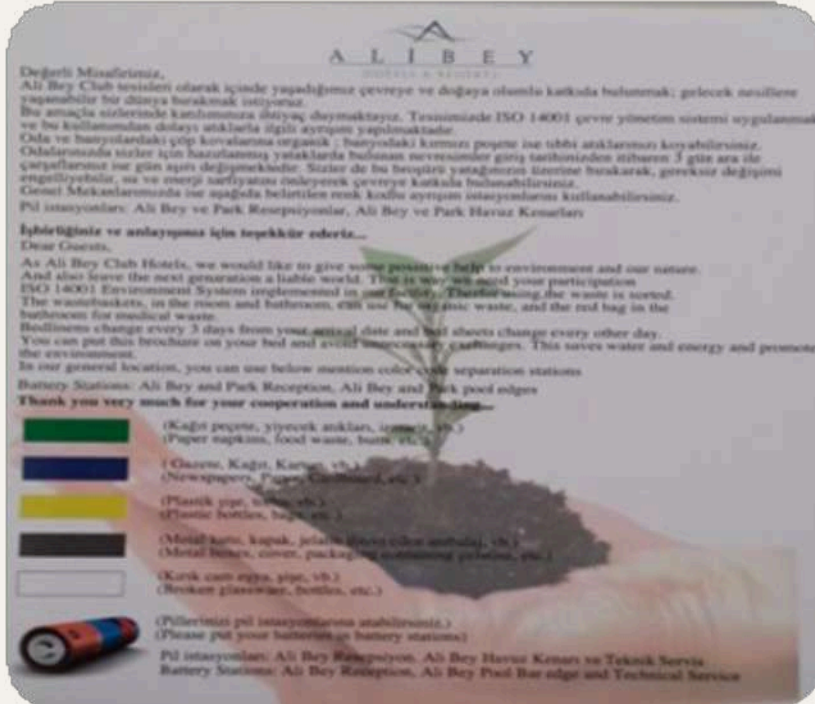 ALİBEY
HOTELS & RESORTS
Değerli Misafirimiz,
Ali Bey Club tesisleri olarak içinde yaşadığımız çevreye ve doğaya olumlu katkıda bulunmak; gelecek nesillere
yaşanabilir bir dünya bırakmak istiyoruz.
Bu amaçla sizlerinde katılımınıza ihtiyaç duymaktayız. Tesisimizde ISO 14001 çevre yönetim sistemi uygulanmak
ve bu kullanımdan dolayı atıklarla ilgili ayrışım yapılmaktadır.
Oda ve banyolardaki çöp kovalarına organik ; banyodaki kırmızı poşete ise tıbbi atıklarınızı koyabilirsiniz.
Odalarınızda sizler için hazırlanmış yataklarda bulunan nevresimler giriş tarihinizden itibaren 3 gün ara ile
çarşaflarınız ise gün aşırı değişmektedir. Sizler de bu broşürü yatağınızın üzerine bırakarak, gereksiz değişimi
engelleyebilir, su ve enerji sarfiyatını önleyerek çevreye katkıda bulunabilirsiniz.
Genel Mekanlarımızda ise aşağıda belirtilen renk kodlu ayrışım istasyonlarını kullanabilirsiniz.
Pil istasyonları: Ali Bey ve Park Resepsiyonlar, Ali Bey ve Park Havuz Kenarları
İşbirliğiniz ve anlayışınız için teşekkür ederiz...
Dear Guests,
As Ali Bey Club Hotels, we would like to give some possitive help to environment and our nature.
And also leave the next genaration a liable world. That is way we need your participation
ISO 14001 Environment System implemented in our facility. using the waste is sorted.
The wastebaskets, in the room and bathroom, can use for organic waste, and the red bag in the
bathroom for medical waste.
Bedlinens change every 3 days from your arrival date and bed sheets change every other day.
You can put this brochure on your bed and avoid unnecessary exchanges. This saves water and energy and promote
the environment.
In our general location, you can use below mention color code separation stations
Battery Stations: Ali Bey and Park Reception, Ali Bey and Park pool edges
Thank you very much for your cooperation and understanding...
(Kağıt peçete, yiyecek atıkları, izmarit, vb.)
(Paper napkins, food waste, butts, etc.)
( Gazete, Kağıt, Karton, vb.)
(Newspapers, Paper, Cardboard, etc.)
(Plastik şişe, torba, vb.)
(Plastic bottles, bags, etc.)
(Metal kutu, kapak, ambalaj, vb.)
(Metal boxes, cover, packaging containing gelatine, etc.)
(Kırık cam eşya, şişe, vb.)
(Broken glassware, bottles, etc.)
(Pillerinizi pil istasyonlarına atabilirsiniz.)
(Please put your batteries in battery stations)
Pil istasyonları: Ali Bey Resepsiyon, Ali Bey Havuz Kenarı ve Teknik Servis
Battery Stations: Ali Bey Reception, Ali Bey Pool Bar edge and Technical Service